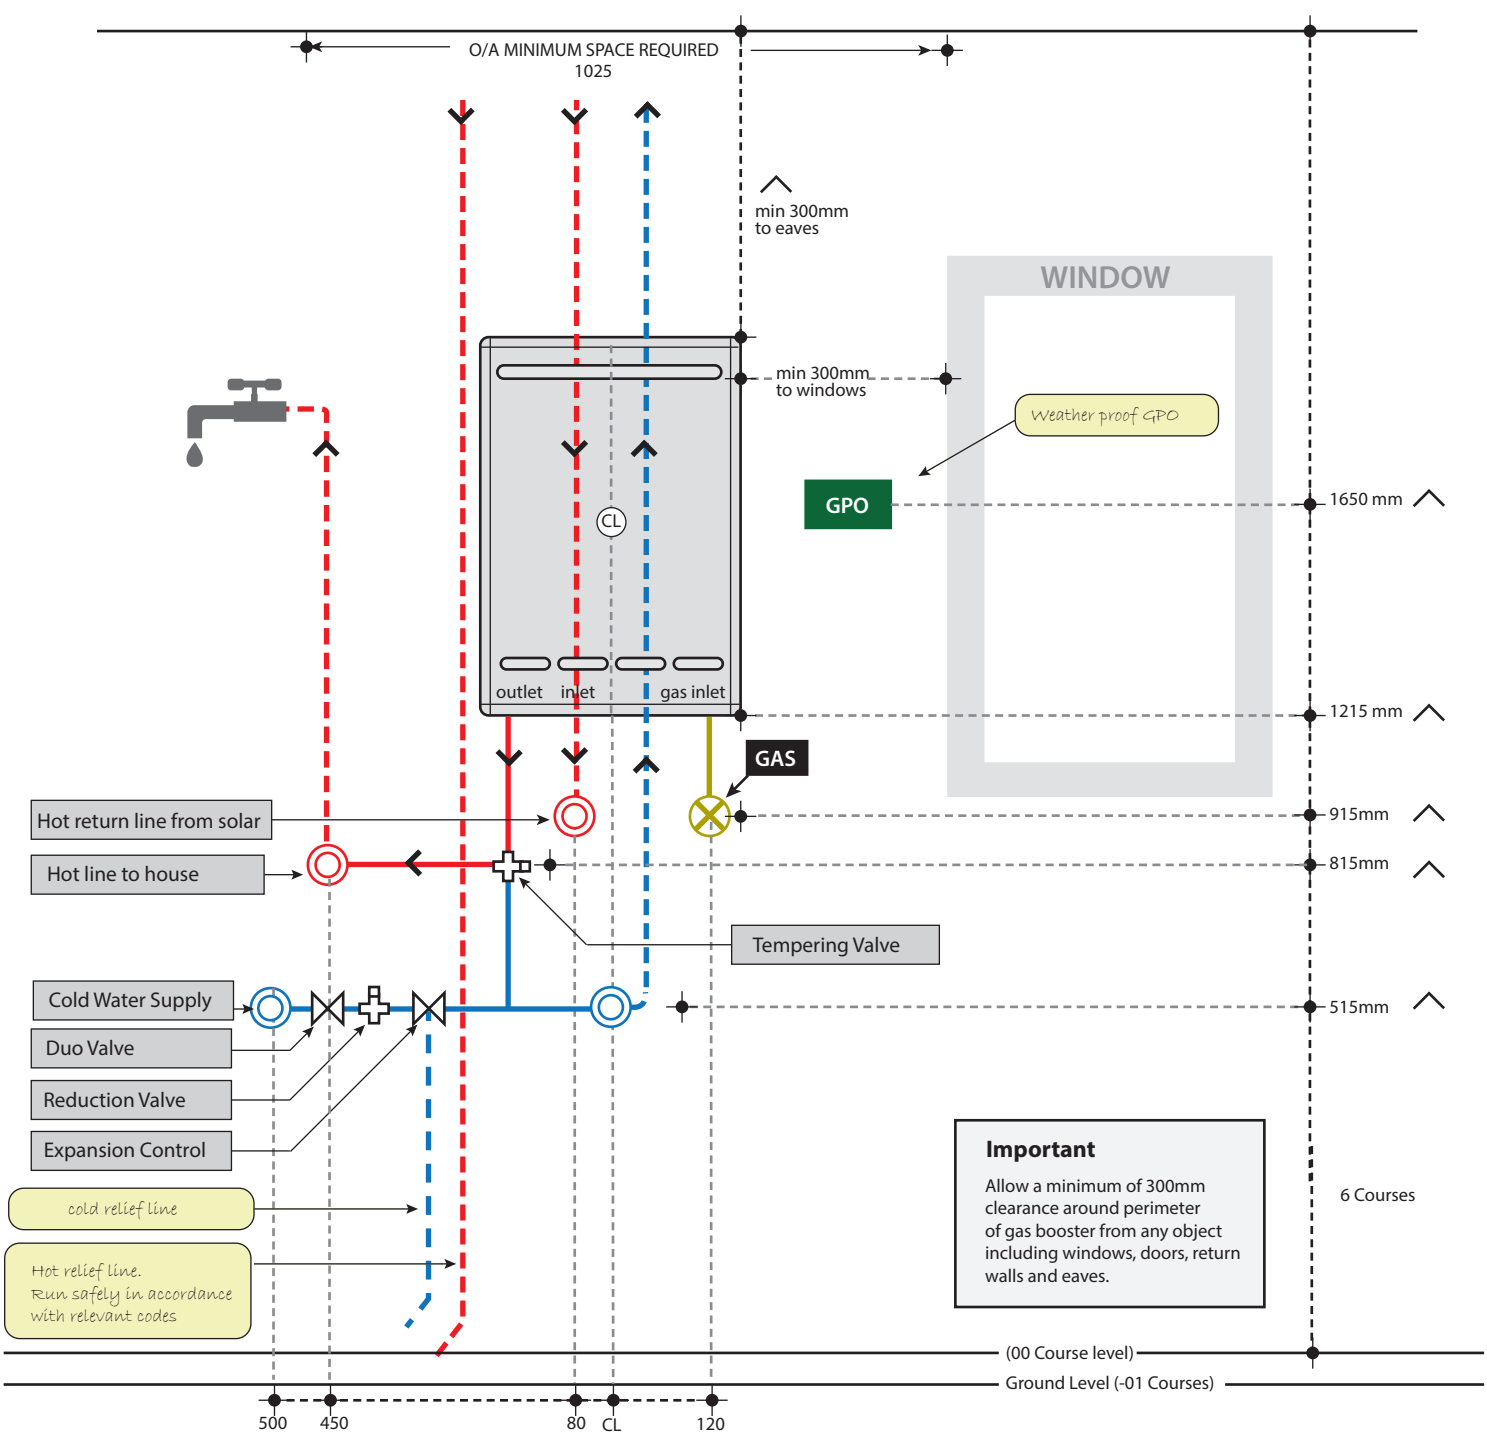 O/A MINIMUM SPACE REQUIRED
1025
min 300mm
to eaves
WINDOW
min 300mm
to windows
Weather proof GPO
GPO
1650 mm
CL
outlet
inlet
gas inlet
1215 mm
GAS
Hot return line from solar
915mm
Hot line to house
815mm
Tempering Valve
Cold Water Supply
515mm
Duo Valve
Reduction Valve
Expansion Control
Important
Allow a minimum of 300mm
clearance around perimeter
of gas booster from any object
including windows, doors, return
walls and eaves.
6 Courses
cold relief line
Hot relief line.
Run safely in accordance
with relevant codes
(00 Course level)
Ground Level (-01 Courses)
500
450
80
CL
120